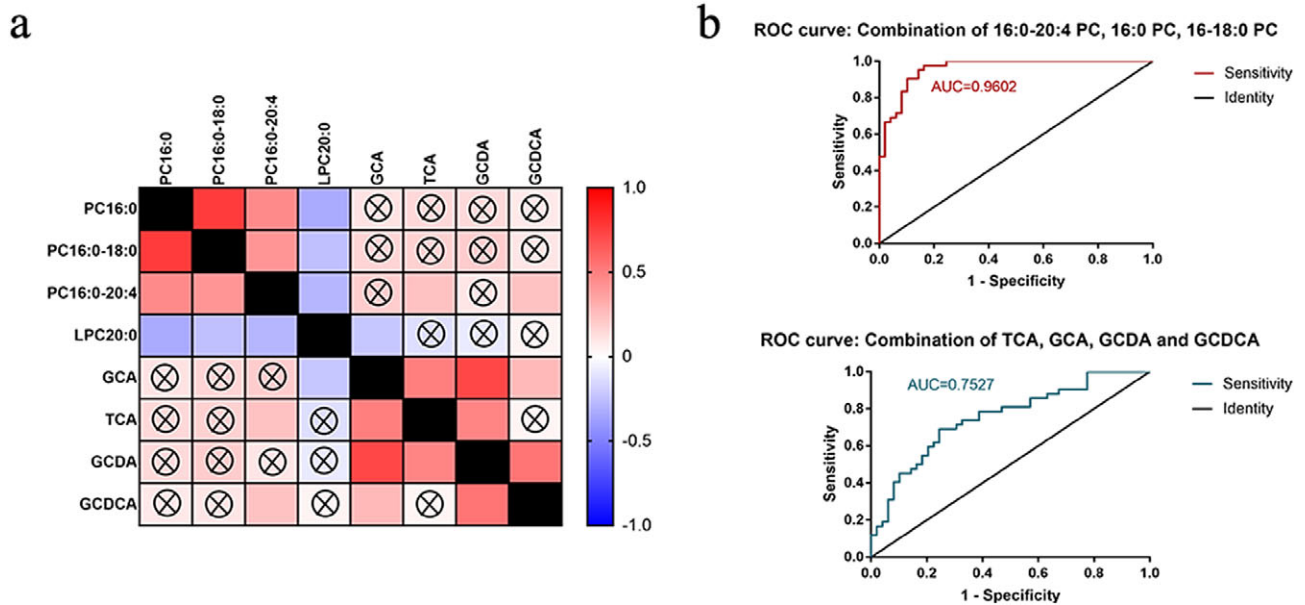 a
PC16:0
PC16:0-18:0
PC16:0-20:4
LPC20:0
GCA
TCA
GCDA
GCDCA
PC16:0
PC16:0-18:0
PC16:0-20:4
LPC20:0
GCA
TCA
GCDA
GCDCA
1.0
0.5
0
-0.5
-1.0
b
ROC curve: Combination of 16:0-20:4 PC, 16:0 PC, 16-18:0 PC
1.0
0.8
0.6
0.4
0.2
0.0
Sensitivity
AUC=0.9602
Sensitivity
Identity
0.0 0.2 0.4 0.6 0.8 1.0
1 - Specificity
ROC curve: Combination of TCA, GCA, GCDA and GCDCA
1.0
0.8
0.6
0.4
0.2
0.0
Sensitivity
AUC=0.7527
Sensitivity
Identity
0.0 0.2 0.4 0.6 0.8 1.0
1 - Specificity